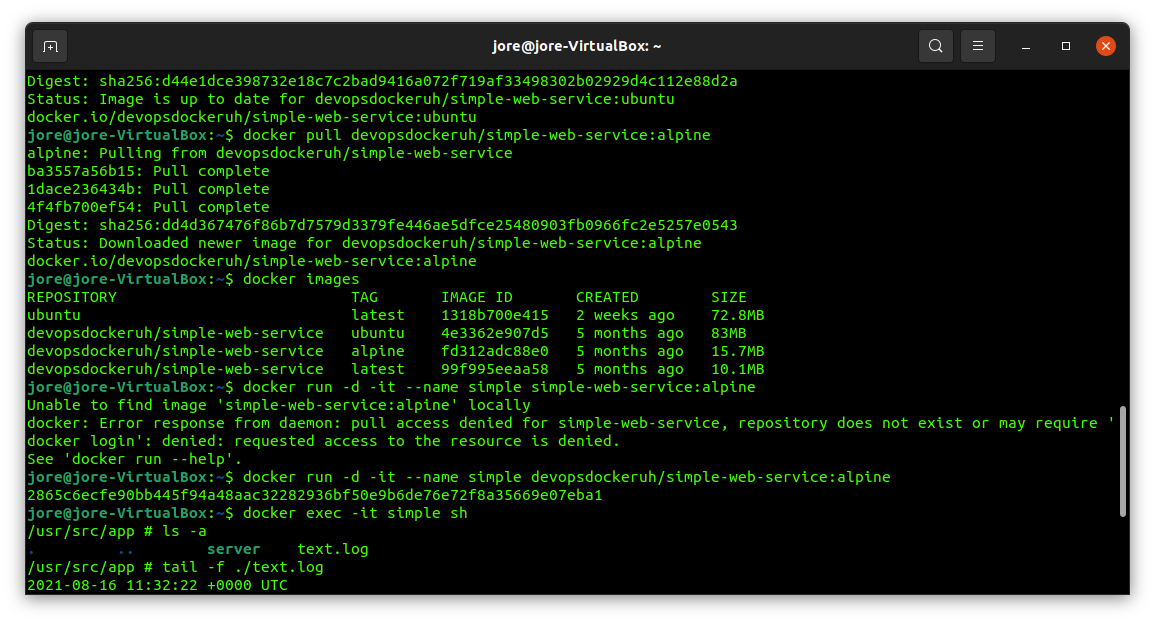 jore@jore-VirtualBox: ~
Digest: sha256:d44e1dce398732e18c7c2bad9416a072f719af33498302b02929d4c112e88d2a
Status: Image is up to date for devopsdockeruh/simple-web-service:ubuntu
docker.io/devopsdockeruh/simple-web-service:ubuntu
jore@jore-VirtualBox:~$ docker pull devopsdockeruh/simple-web-service:alpine
alpine: Pulling from devopsdockeruh/simple-web-service
ba3557a56b15: Pull complete
1dace236434b: Pull complete
4f4fb700ef54: Pull complete
Digest: sha256:dd4d367476f86b7d7579d3379fe446ae5dfce25480903fb0966fc2e5257e0543
Status: Downloaded newer image for devopsdockeruh/simple-web-service:alpine
docker.io/devopsdockeruh/simple-web-service:alpine
jore@jore-VirtualBox:~$ docker images
REPOSITORY                          TAG       IMAGE ID       CREATED        SIZE
ubuntu                              latest    1318b700e415   2 weeks ago    72.8MB
devopsdockeruh/simple-web-service   ubuntu    4e3362e907d5   5 months ago   83MB
devopsdockeruh/simple-web-service   alpine    fd312adc88e0   5 months ago   15.7MB
devopsdockeruh/simple-web-service   latest    99f995eeaa58   5 months ago   10.1MB
jore@jore-VirtualBox:~$ docker run -d -it --name simple simple-web-service:alpine
Unable to find image 'simple-web-service:alpine' locally
docker: Error response from daemon: pull access denied for simple-web-service, repository does not exist or may require '
docker login': denied: requested access to the resource is denied.
See 'docker run --help'.
jore@jore-VirtualBox:~$ docker run -d -it --name simple devopsdockeruh/simple-web-service:alpine
2865c6ecfe90bb445f94a48aac32282936bf50e9b6de76e72f8a35669e07eba1
jore@jore-VirtualBox:~$ docker exec -it simple sh
/usr/src/app # ls -a
.         ..        server    text.log
/usr/src/app # tail -f ./text.log
2021-08-16 11:32:22 +0000 UTC